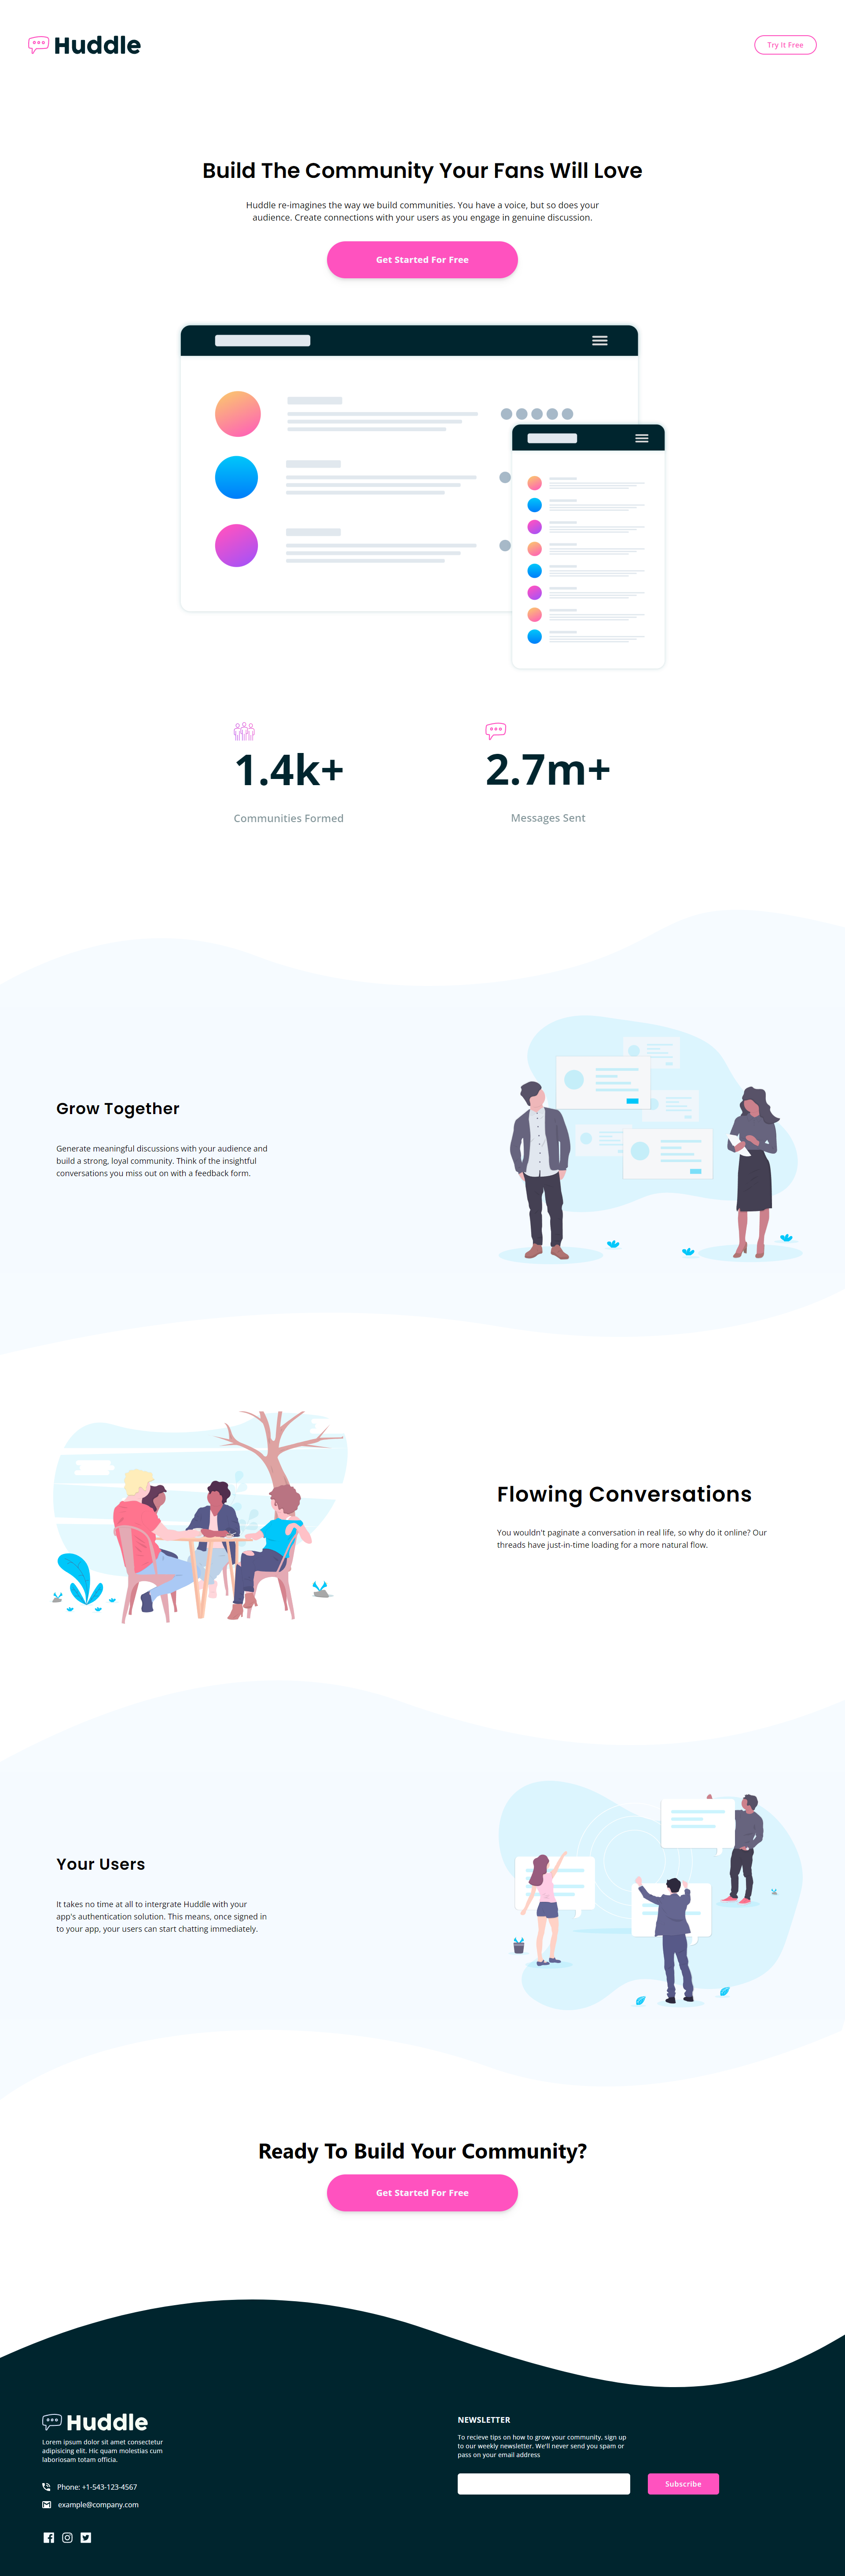 Huddle
Try It Free
Build The Community Your Fans Will Love
Huddle re-imagines the way we build communities. You have a voice, but so does your
audience. Create connections with your users as you engage in genuine discussion.
Get Started For Free
1.4k+
Communities Formed
2.7m+
Messages Sent
Grow Together
Generate meaningful discussions with your audience and
build a strong, loyal community. Think of the insightful
conversations you miss out on with a feedback form.
Flowing Conversations
You wouldn't paginate a conversation in real life, so why do it online? Our
threads have just-in-time loading for a more natural flow.
Your Users
It takes no time at all to intergrate Huddle with your
app's authentication solution. This means, once signed in
to your app, your users can start chatting immediately.
Ready To Build Your Community?
Get Started For Free
Huddle
Lorem ipsum dolor sit amet consectetur
adipisicing elit. Hic quam molestias cum
laboriosam totam officia.
Phone: +1-543-123-4567
example@company.com
NEWSLETTER
To recieve tips on how to grow your community, sign up
to our weekly newsletter. We'll never send you spam or
pass on your email address
Subscribe